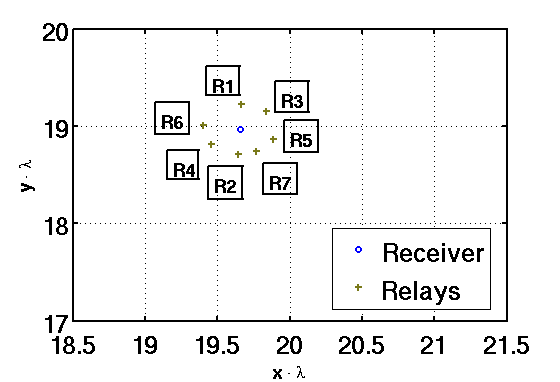 20
19
18
17
y · λ
R1
R3
R6
R5
R4
R2
R7
Receiver
Relays
18.5 19 19.5 20 20.5 21 21.5
x · λ